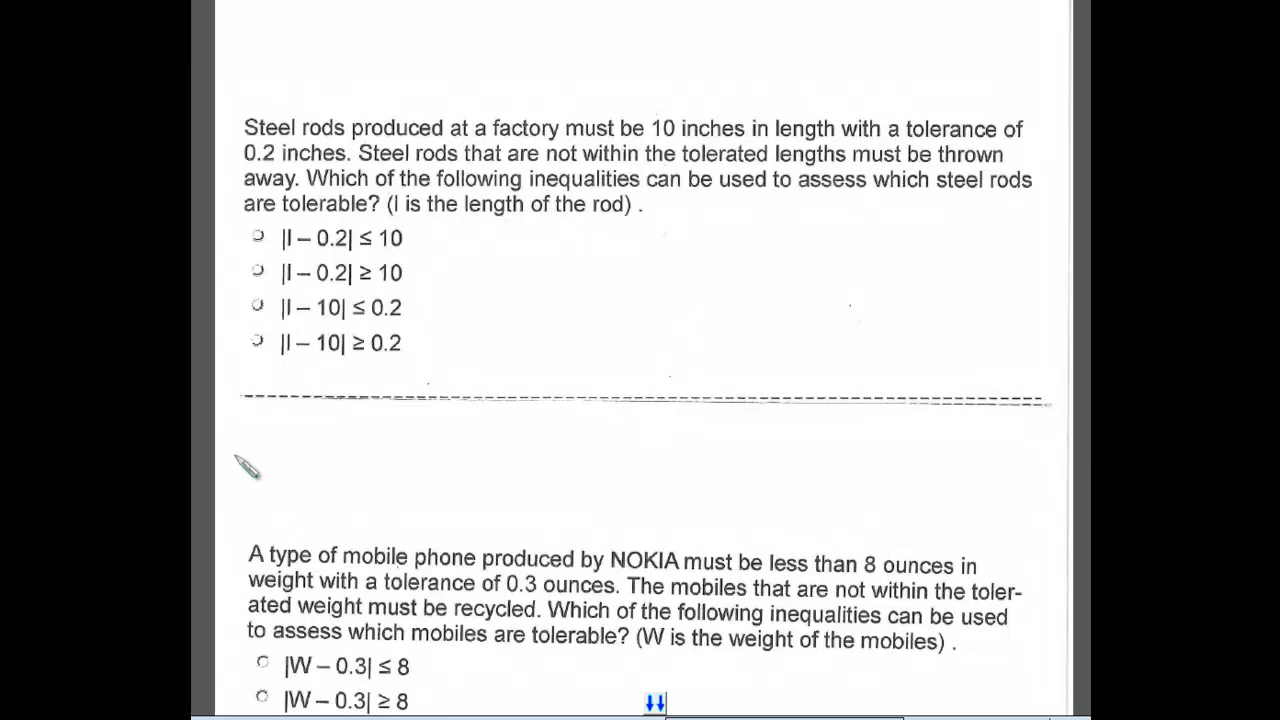 Steel rods produced at a factory must be 10 inches in length with a tolerance of
0.2 inches. Steel rods that are not within the tolerated lengths must be thrown
away. Which of the following inequalities can be used to assess which steel rods
are tolerable? (l is the length of the rod) .
|l – 0.2| ≤ 10
|l – 0.2| ≥ 10
|l – 10| ≤ 0.2
|l – 10| ≥ 0.2
A type of mobile phone produced by NOKIA must be less than 8 ounces in
weight with a tolerance of 0.3 ounces. The mobiles that are not within the toler-
ated weight must be recycled. Which of the following inequalities can be used
to assess which mobiles are tolerable? (W is the weight of the mobiles) .
|W – 0.3| ≤ 8
|W – 0.3| ≥ 8